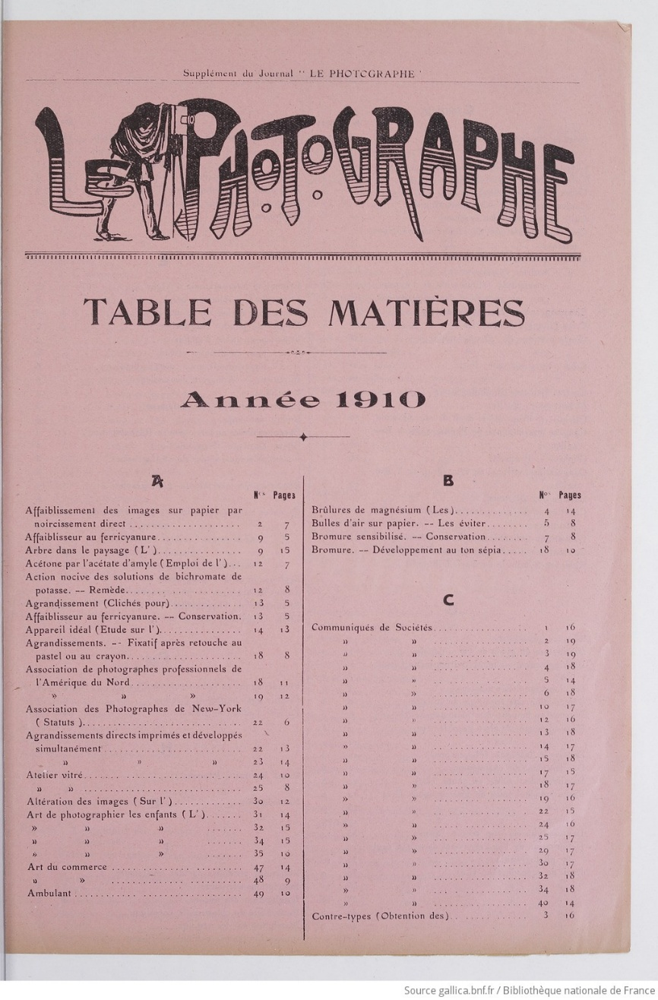 Supplément du Journal " LE PHOTOGRAPHE "
LE PHOTOGRAPHE
TABLE DES MATIÈRES
Année 1910
A
Nos Pages
Affaiblissement des images sur papier par
noircissement direct ..................... 2 7
Affaiblisseur au ferricyanure................ 9 5
Arbre dans le paysage ( L' )................ 9 15
Acétone par l'acétate d'amyle ( Emploi de l' )... 12 7
Action nocive des solutions de bichromate de
potasse. -- Remède...................... 12 8
Agrandissement (Clichés pour).............. 13 5
Affaiblisseur au ferricyanure. -- Conservation. 13 5
Appareil idéal ( Etude sur l' )................ 14 13
Agrandissements. -- Fixatif après retouche au
pastel ou au crayon...................... 18 8
Association de photographes professionnels de
l'Amérique du Nord..................... 18 11
» » » 19 12
Association des Photographes de New-York
( Statuts )............................... 22 6
Agrandissements directs imprimés et développés
simultanément.......................... 22 13
» » » 23 14
Atelier vitré............................... 24 10
» » ............................... 25 8
Altération des images ( Sur l' )............. 30 12
Art de photographier les enfants ( L' )....... 31 14
» » » ....... 32 15
» » » ....... 34 15
» » » ....... 35 10
Art du commerce ......................... 47 14
» » ......................... 48 9
Ambulant ................................ 49 10
B
Nos Pages
Brûlures de magnésium ( Les).............. 4 14
Bulles d'air sur papier. -- Les éviter........ 5 8
Bromure sensibilisé. -- Conservation........ 7 8
Bromure. -- Développement au ton sépia..... 18 10
C
Communiqués de Sociétés.................. 1 16
» » .................. 2 19
» » .................. 3 19
» » .................. 4 18
» » .................. 5 14
» » .................. 6 18
» » .................. 10 17
» » .................. 12 16
» » .................. 13 18
» » .................. 14 17
» » .................. 15 18
» » .................. 17 15
» » .................. 18 17
» » .................. 19 16
» » .................. 22 15
» » .................. 24 16
» » .................. 25 17
» » .................. 29 17
» » .................. 30 17
» » .................. 32 18
» » .................. 34 18
» » .................. 40 14
Contre-types ( Obtention des)............... 3 16
Source gallica.bnf.fr / Bibliothèque nationale de France